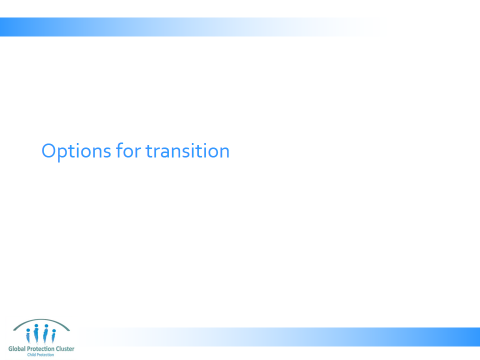 Options for transition
Global Protection Cluster
Child Protection